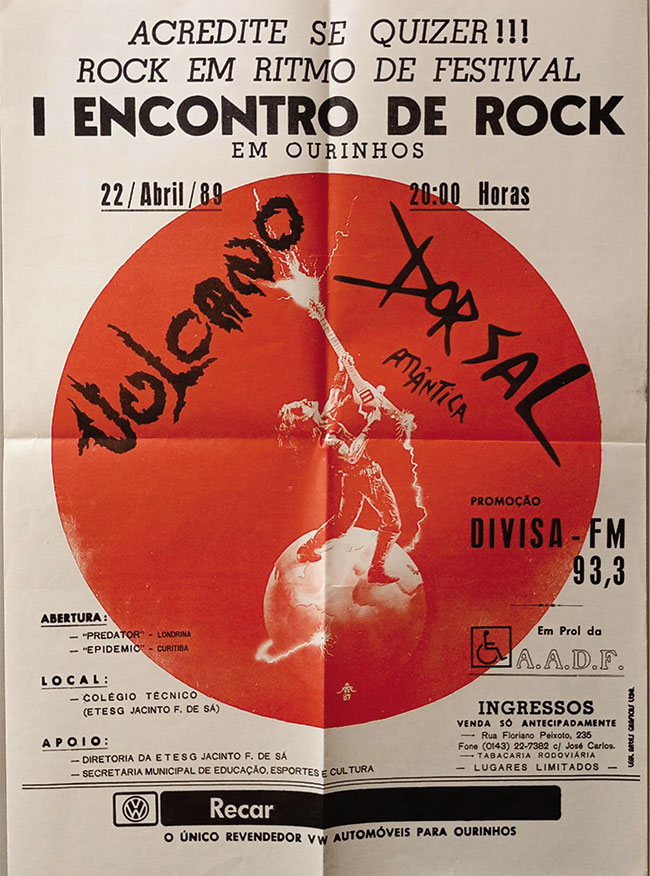 ACREDITE SE QUIZER!!!
ROCK EM RITMO DE FESTIVAL
I ENCONTRO DE ROCK
EM OURINHOS
22/Abril/89
20:00 Horas
VULCANO
DORSAL
ATLÂNTICA
PROMOÇÃO
DIVISA-FM
93,3
ABERTURA:
— "PREDATOR" - LONDRINA
— "EPIDEMIC" - CURITIBA
Em Prol da
A.A.D.F.
LOCAL:
— COLÉGIO TÉCNICO
(ETESG JACINTO F. DE SÁ)
87
INGRESSOS
VENDA SÓ ANTECIPADAMENTE
— Rua Floriano Peixoto, 235
Fone (0143) 22-7382 c/ José Carlos.
— TABACARIA RODOVIÁRIA
— LUGARES LIMITADOS —
APOIO:
— DIRETORIA DA ETESG JACINTO F. DE SÁ
— SECRETARIA MUNICIPAL DE EDUCAÇÃO, ESPORTES E CULTURA
Recar
O ÚNICO REVENDEDOR VW AUTOMÓVEIS PARA OURINHOS